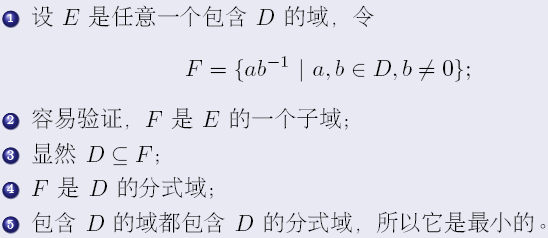 1 设 E 是任意一个包含 D 的域，令
F = {ab⁻¹ | a, b ∈ D, b ≠ 0};
2 容易验证，F 是 E 的一个子域；
3 显然 D ⊆ F；
4 F 是 D 的分式域；
5 包含 D 的域都包含 D 的分式域，所以它是最小的。